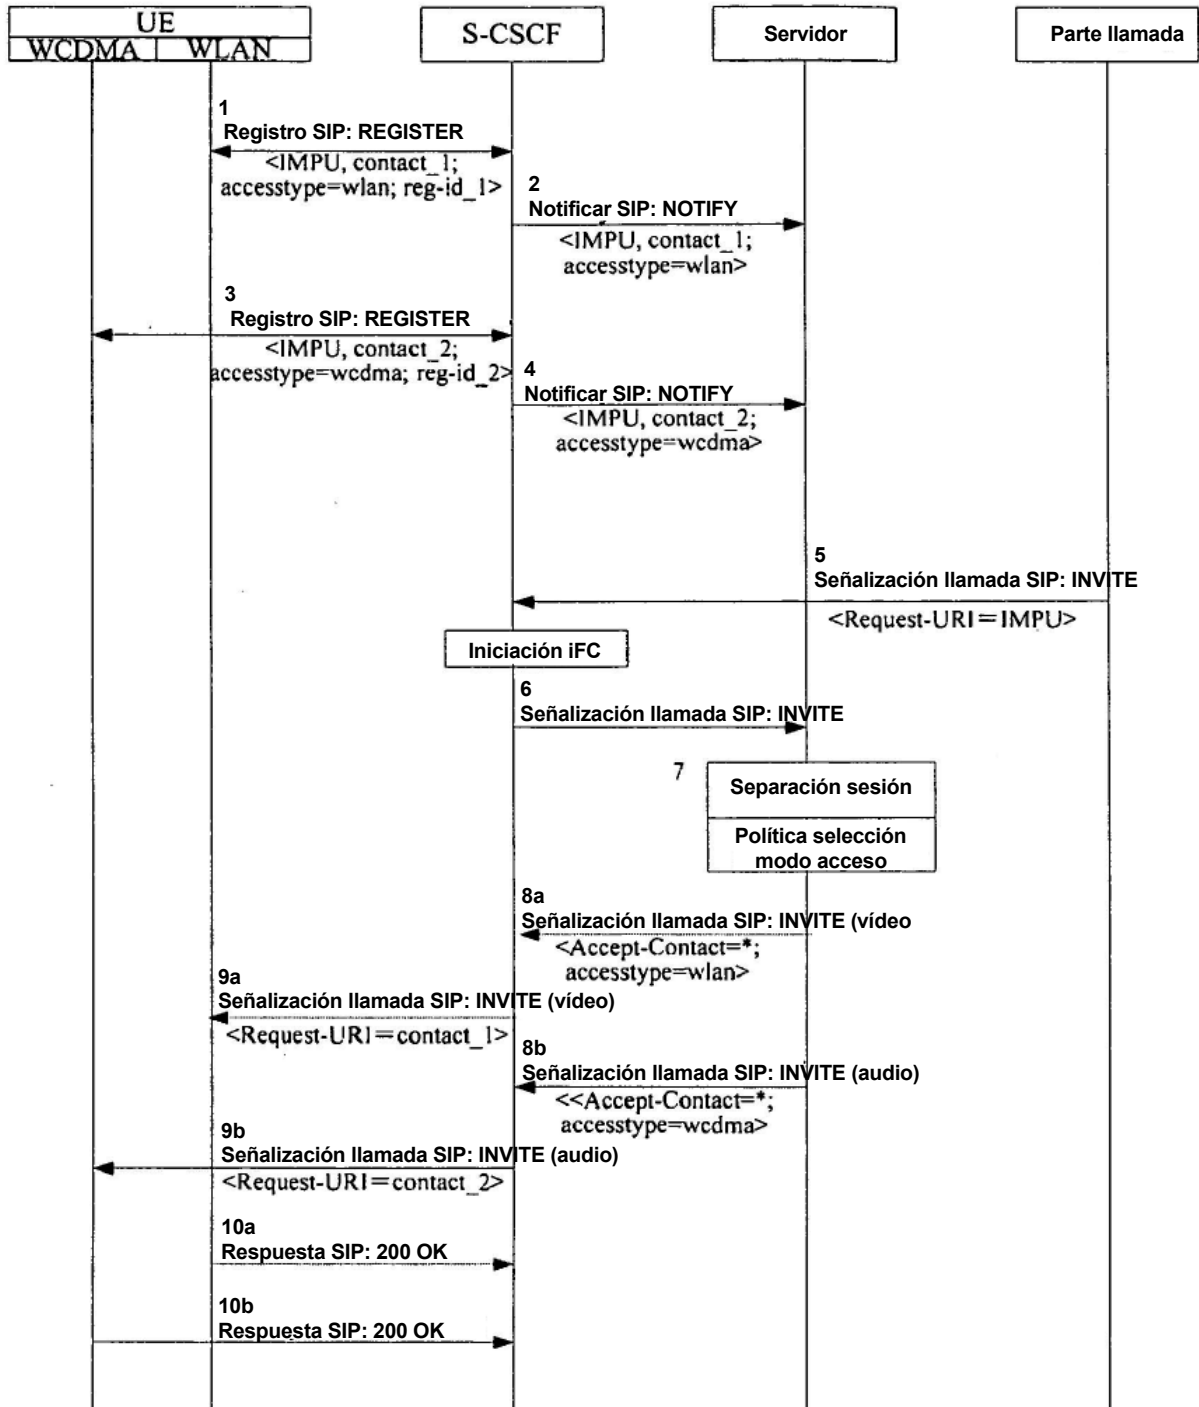 UE
WCDMA
WLAN
S-CSCF
Servidor
Parte llamada
1
Registro SIP: REGISTER
<IMPU, contact_1;
accesstype=wlan; reg-id_1>
2
Notificar SIP: NOTIFY
<IMPU, contact_1;
accesstype=wlan>
3
Registro SIP: REGISTER
<IMPU, contact_2;
accesstype=wcdma; reg-id_2>
4
Notificar SIP: NOTIFY
<IMPU, contact_2;
accesstype=wcdma>
5
Señalización llamada SIP: INVITE
<Request-URI=IMPU>
Iniciación iFC
6
Señalización llamada SIP: INVITE
7
Separación sesión
Política selección
modo acceso
8a
Señalización llamada SIP: INVITE (vídeo
<Accept-Contact=*;
accesstype=wlan>
9a
Señalización llamada SIP: INVITE (vídeo)
<Request-URI=contact_1>
8b
Señalización llamada SIP: INVITE (audio)
<<Accept-Contact=*;
accesstype=wcdma>
9b
Señalización llamada SIP: INVITE (audio)
<Request-URI=contact_2>
10a
Respuesta SIP: 200 OK
10b
Respuesta SIP: 200 OK